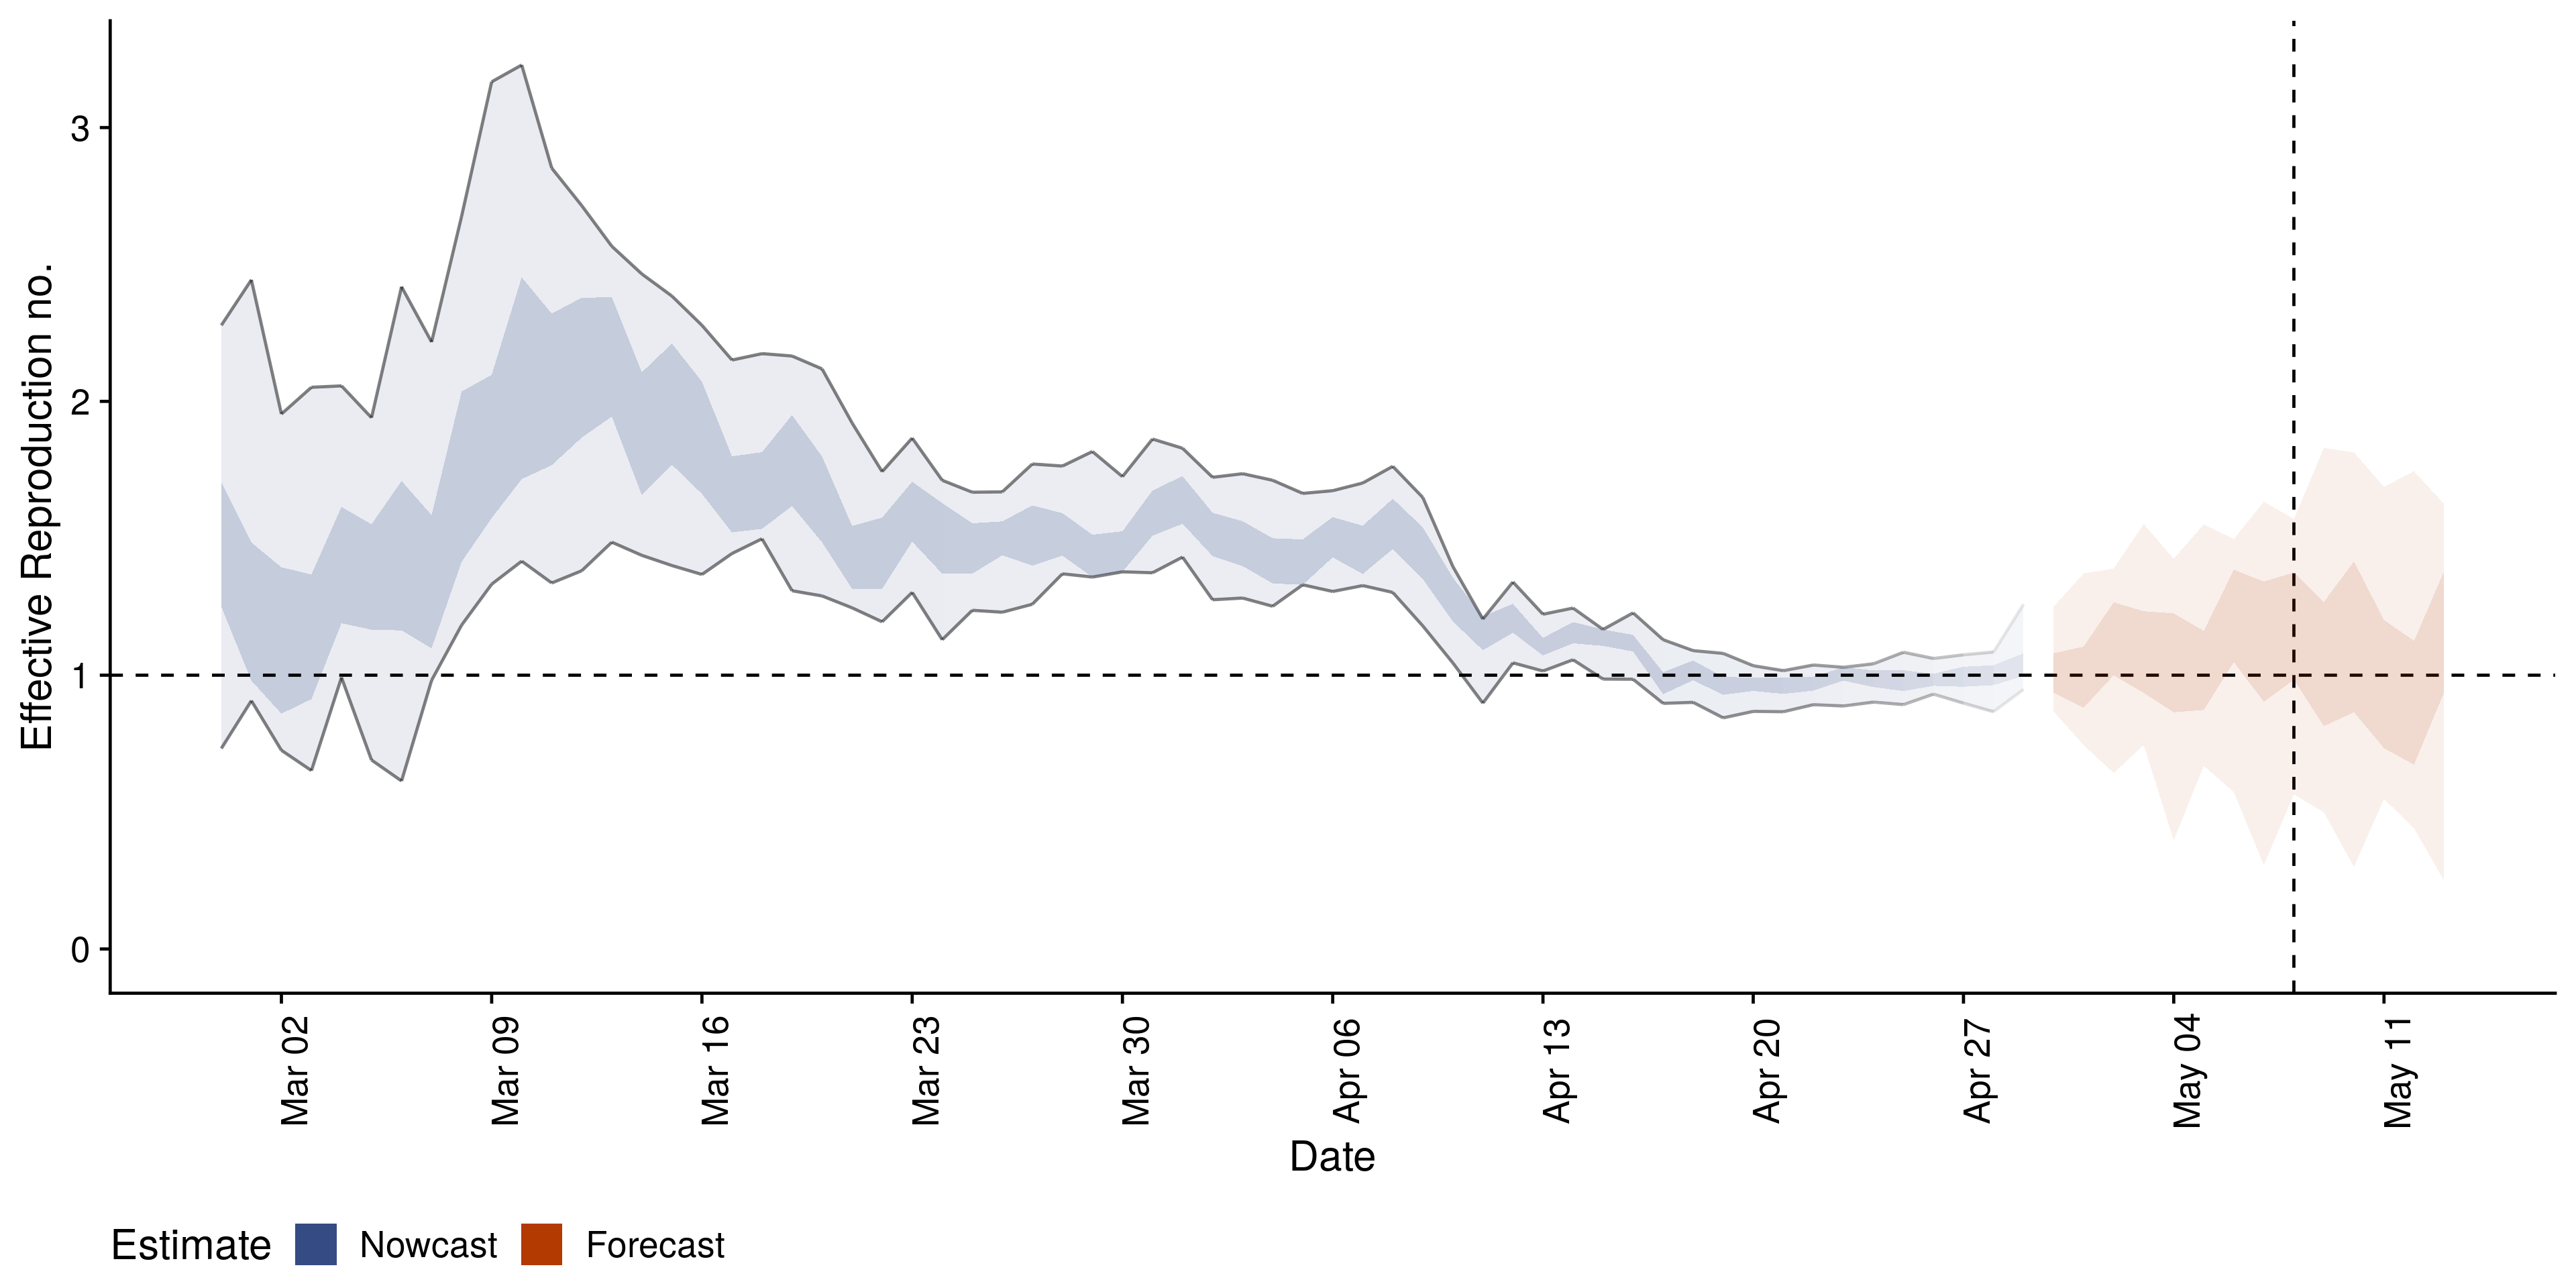 Effective Reproduction no.
3
2
1
0
Mar 02
Mar 09
Mar 16
Mar 23
Mar 30
Apr 06
Apr 13
Apr 20
Apr 27
May 04
May 11
Date
Estimate Nowcast Forecast